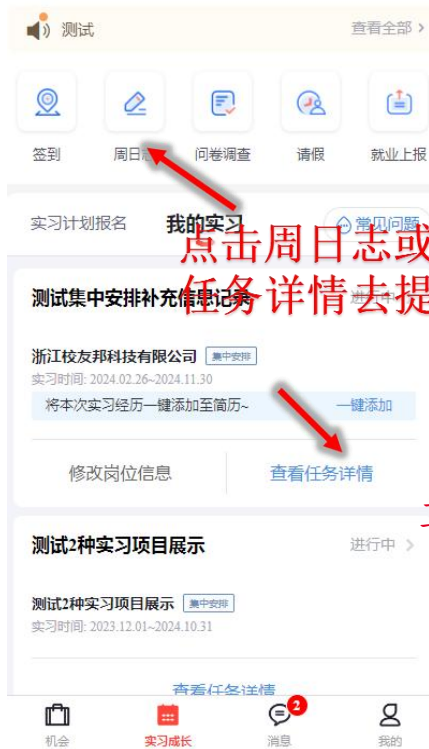 测试
查看全部 >
签到
周日志
问卷调查
请假
就业上报
实习计划报名
我的实习
常见问题
点击周日志或
任务详情去提
测试集中安排补充信息记录
进行中
浙江校友邦科技有限公司 集中安排
实习时间: 2024.02.26~2024.11.30
将本次实习经历一键添加至简历~
一键添加
修改岗位信息
查看任务详情
测试2种实习项目展示
进行中 >
测试2种实习项目展示 集中安排
实习时间: 2023.12.01~2024.10.31
查看任务详情
2
机会
实习成长
消息
我的